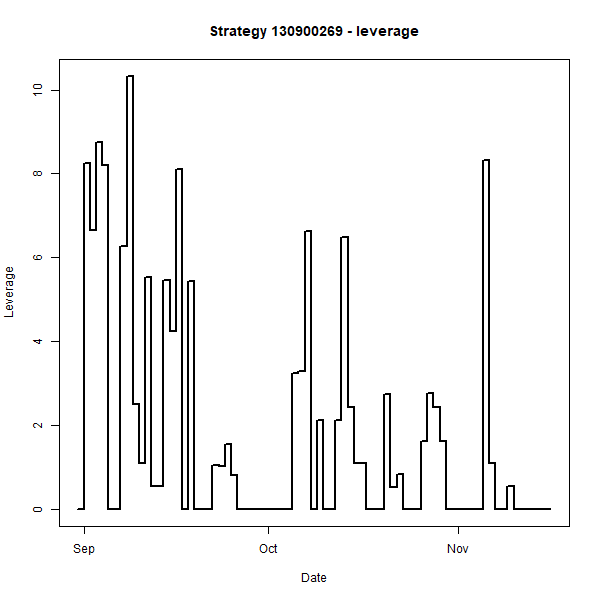 Strategy 130900269 - leverage
Leverage
10
8
6
4
2
0
Sep
Oct
Nov
Date